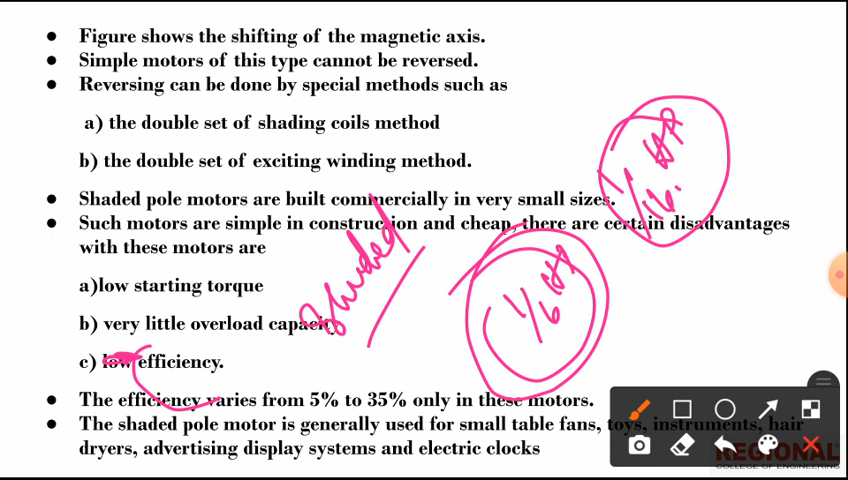 ● Figure shows the shifting of the magnetic axis.
● Simple motors of this type cannot be reversed.
● Reversing can be done by special methods such as
a) the double set of shading coils method
b) the double set of exciting winding method.
● Shaded pole motors are built commercially in very small sizes.
● Such motors are simple in construction and cheap, there are certain disadvantages
with these motors are
a)low starting torque
b) very little overload capacity
c) low efficiency.
● The efficiency varies from 5% to 35% only in these motors.
● The shaded pole motor is generally used for small table fans, toys, instruments, hair
dryers, advertising display systems and electric clocks
Shaded
1/6 HP
REGIONAL
COLLEGE OF ENGINEERING